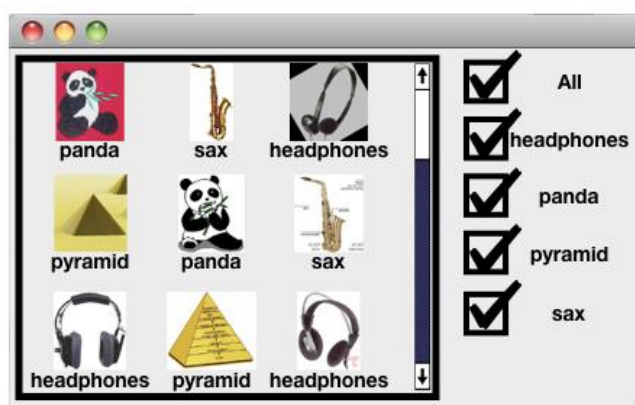 panda sax headphones
pyramid panda sax
headphones pyramid headphones
All
headphones
panda
pyramid
sax